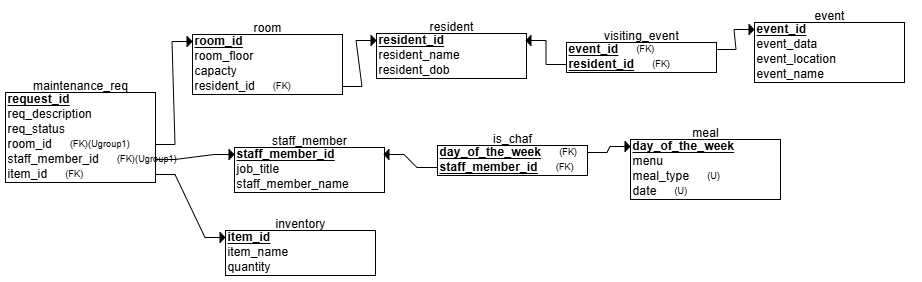 room
room_id
room_floor
capacty
resident_id (FK)
resident
resident_id
resident_name
resident_dob
visiting_event
event_id (FK)
resident_id (FK)
event
event_id
event_data
event_location
event_name
maintenance_req
request_id
req_description
req_status
room_id (FK)(Ugroup1)
staff_member_id (FK)(Ugroup1)
item_id (FK)
staff_member
staff_member_id
job_title
staff_member_name
is_chaf
day_of_the_week (FK)
staff_member_id (FK)
meal
day_of_the_week
menu
meal_type (U)
date (U)
inventory
item_id
item_name
quantity